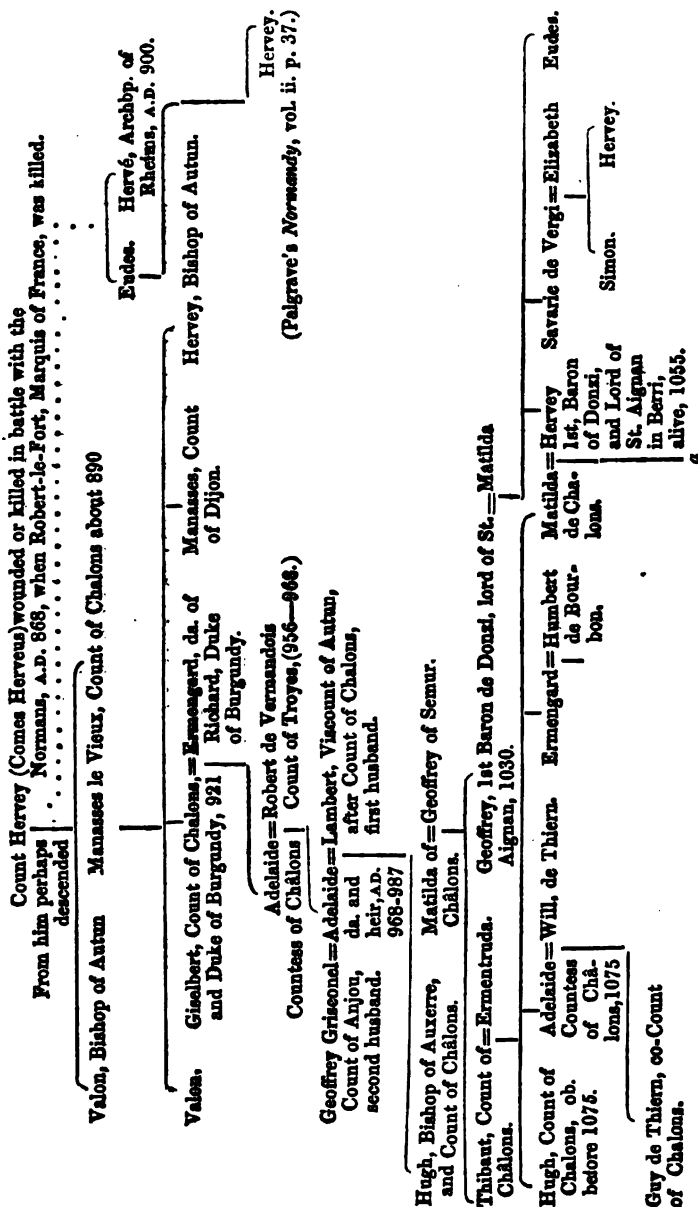 Count Hervey (Comes Herveus) wounded or killed in battle with the
From him perhaps
descended
Normans, A.D. 868, when Robert-le-Fort, Marquis of France, was killed.
Valon, Bishop of Autun
Manasses le Vieux, Count of Chalons about 890
Eudes.
Hervé, Archbp. of
Rheims, A.D. 900.
Valon.
Giselbert, Count of Chalons,=Ermengard, da. of
and Duke of Burgundy, 921
Richard, Duke
of Burgundy.
Manasses, Count
of Dijon.
Hervey, Bishop of Autun.
Hervey.
(Palgrave's Normandy, vol. ii. p. 37.)
Adelaide=Robert de Vermandois
Countess of Châlons
Count of Troyes, (956—968.)
Geoffrey Grisconel=Adelaide=Lambert, Viscount of Autun,
Count of Anjou,
second husband.
da. and
heir, AD.
968-987
after Count of Chalons,
first husband.
Hugh, Bishop of Auxerre,
and Count of Châlons.
Matilda of=Geoffrey of Semur.
Châlons.
Thibaut, Count of=Ermentruda.
Châlons.
Geoffrey, 1st Baron de Donzi, lord of St.=Matilda
Aignan, 1030.
Hugh, Count of
Chalons, ob.
before 1075.
Adelaide=Will. de Thiern.
Countess
of Châ-
lons, 1075
Ermengard=Humbert
de Bour-
bon.
Matilda=Hervey
de Cha-
lons.
1st, Baron
of Donzi,
and Lord of
St. Aignan
in Berri,
alive, 1055.
a
Savarie de Vergi=Elizabeth
Eudes.
Simon.
Hervey.
Guy de Thiern, co-Count
of Chalons.